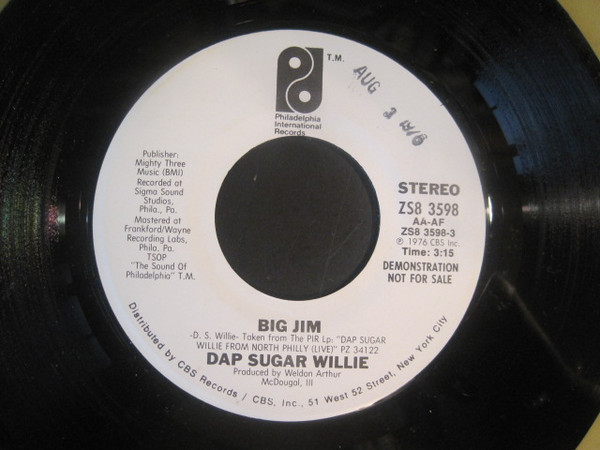 T.M.
Philadelphia
International
Records
AUG 3 1976
Publisher:
Mighty Three
Music (BMI)
Recorded at
Sigma Sound
Studios,
Phila., Pa.
Mastered at
Frankford/Wayne
Recording Labs,
Phila. Pa.
TSOP
"The Sound Of
Philadelphia" T.M.
STEREO
ZS8 3598
AA-AF
ZS8 3598-3
Ⓟ 1976 CBS Inc.
Time: 3:15
DEMONSTRATION
NOT FOR SALE
BIG JIM
-D. S. Willie- Taken from The PIR Lp: "DAP SUGAR
WILLIE FROM NORTH PHILLY (LIVE)" PZ 34122
DAP SUGAR WILLIE
Produced by Weldon Arthur
McDougal, III
Distributed by CBS Records / CBS, Inc., 51 West 52 Street, New York City